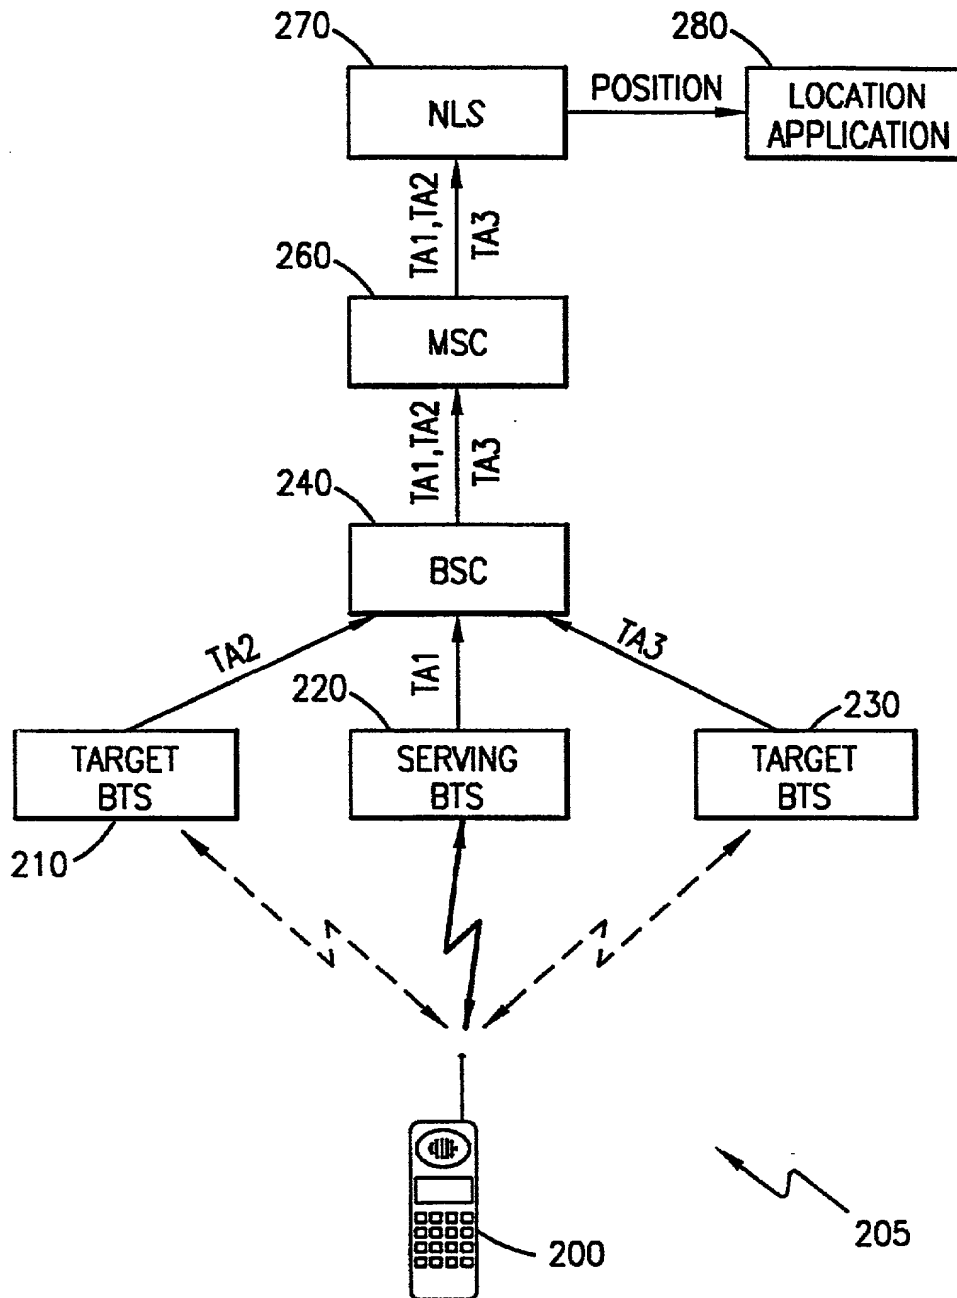 270
280
NLS
POSITION
LOCATION
APPLICATION
TA1,TA2
TA3
260
MSC
TA1,TA2
TA3
240
BSC
TA2
TA1
TA3
220
230
TARGET
BTS
SERVING
BTS
TARGET
BTS
210
205
200